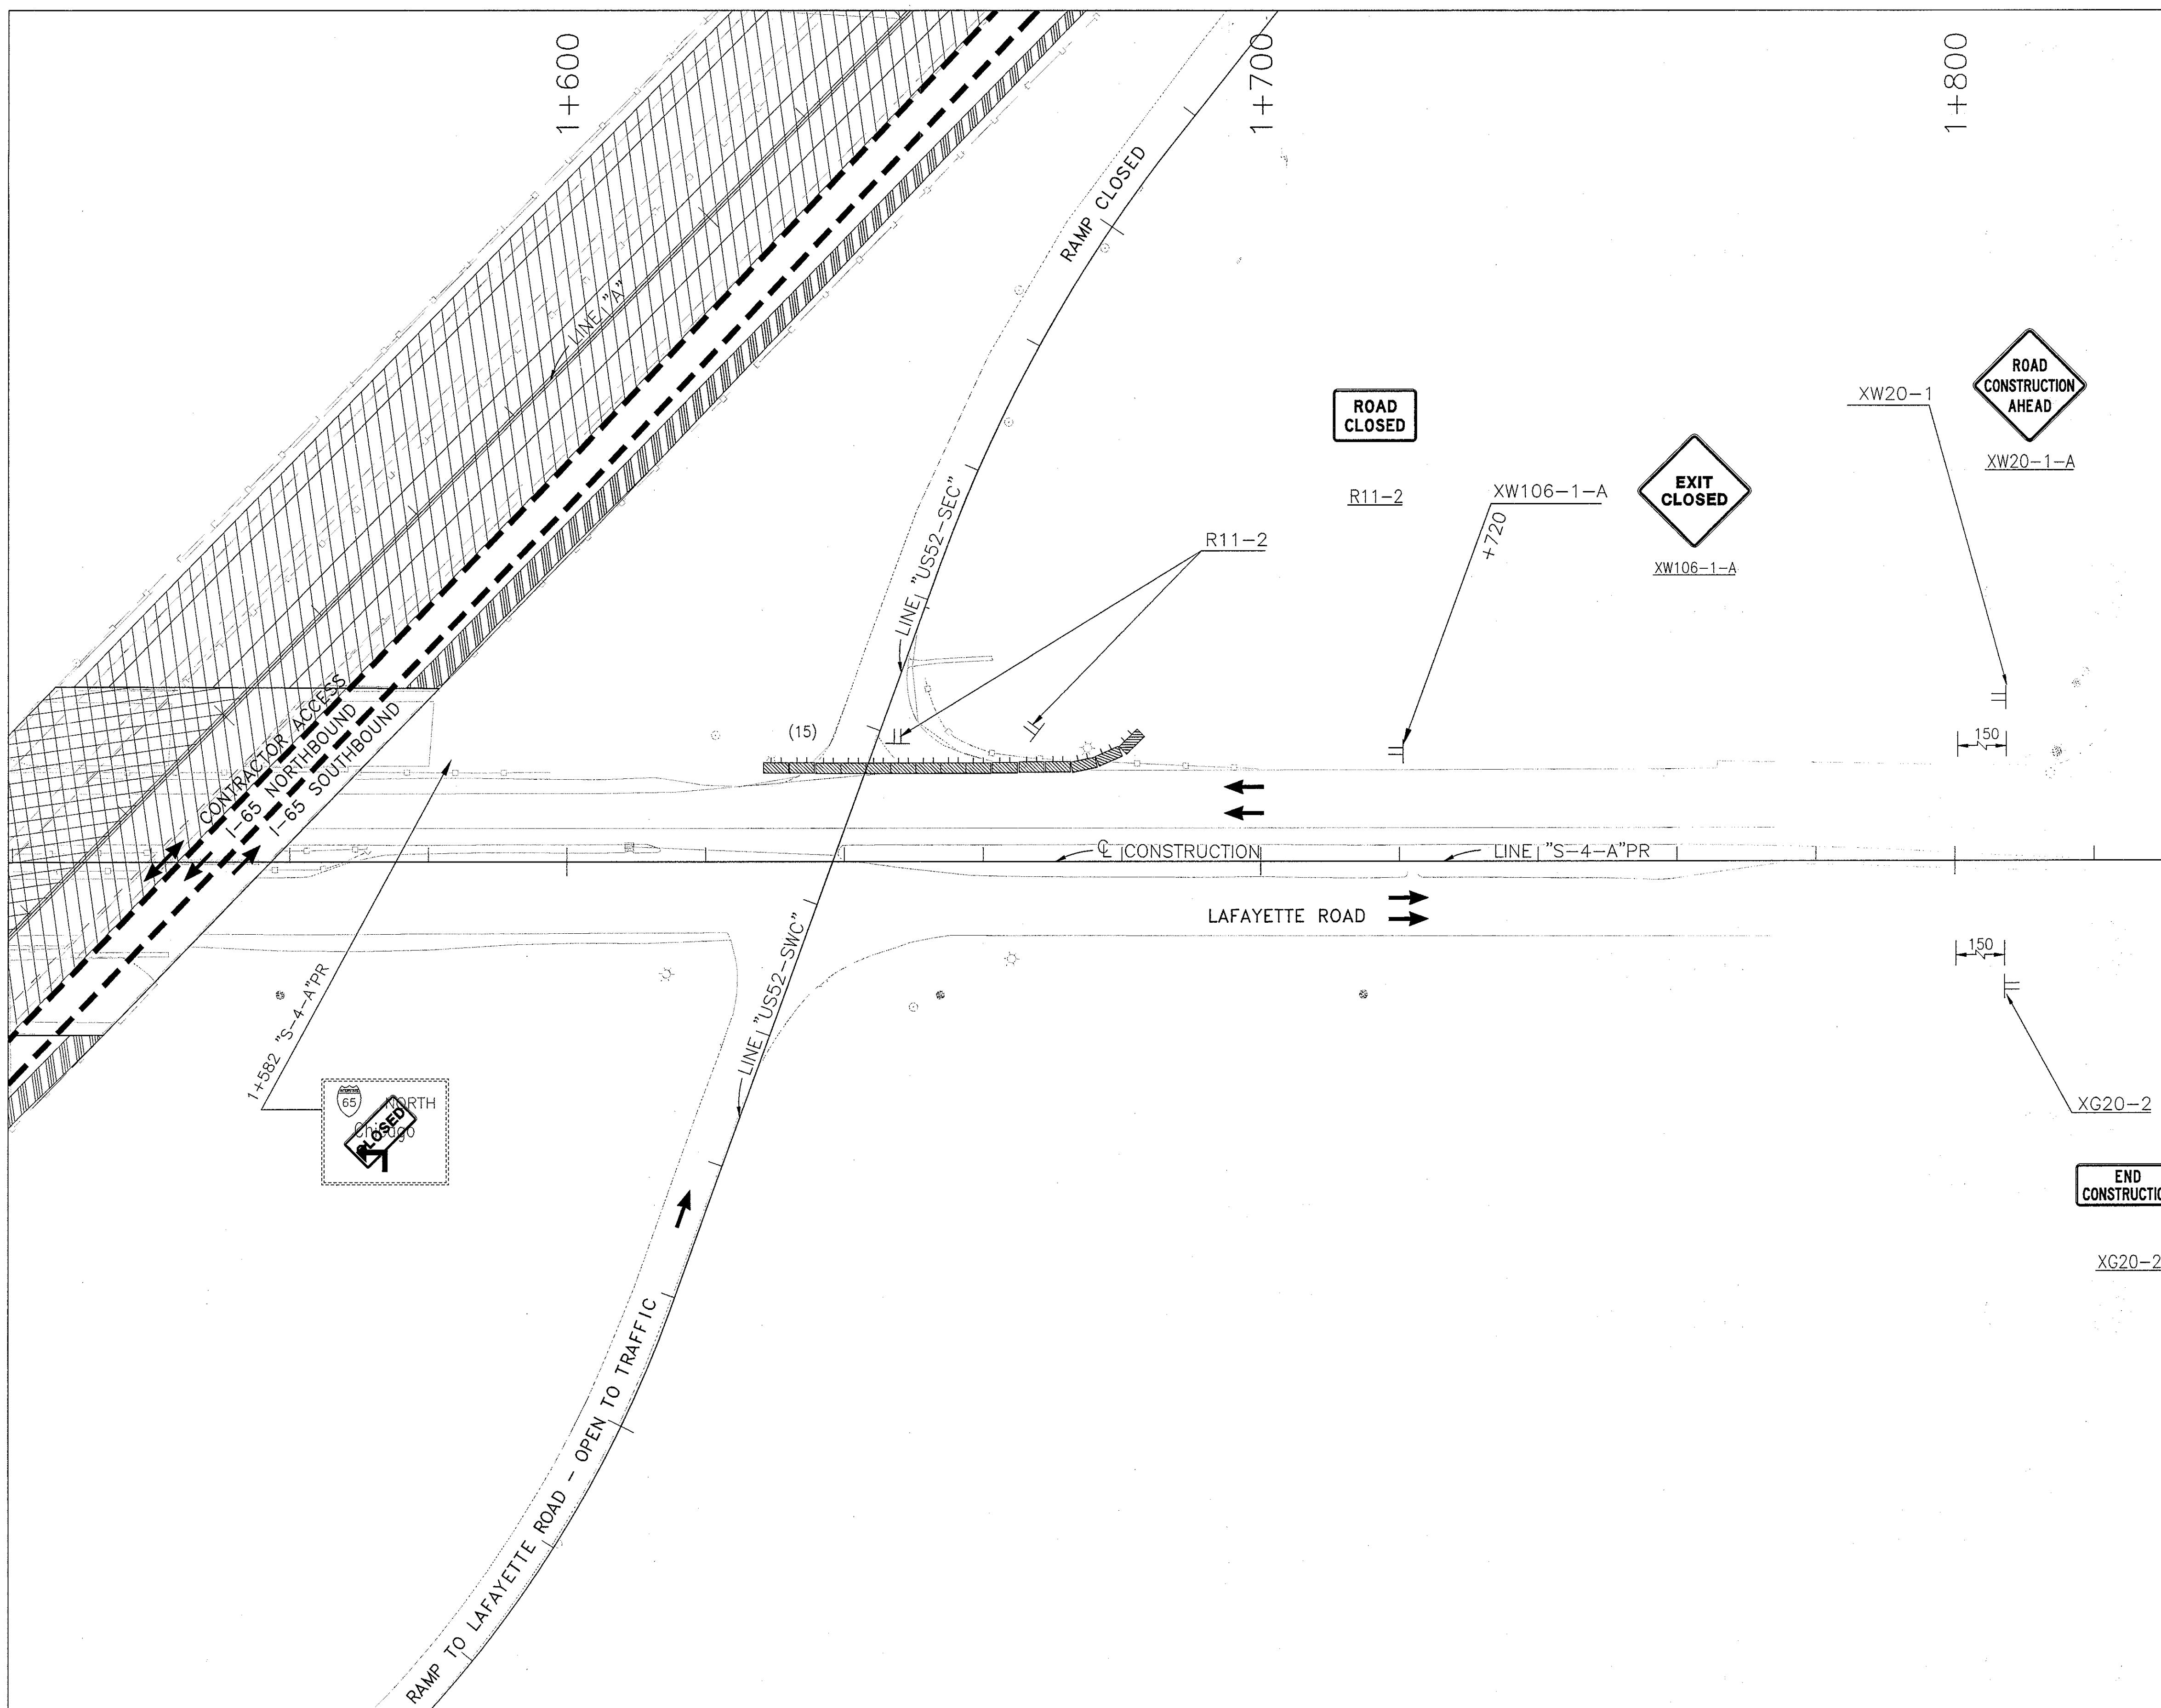 1+600
1+700
1+800
RAMP CLOSED
LINE "A"
ROAD
CONSTRUCTION
AHEAD
XW20-1-A
XW20-1
ROAD
CLOSED
R11-2
EXIT
CLOSED
XW106-1-A
XW106-1-A
+720
R11-2
LINE "US52-SEC"
CONTRACTOR ACCESS
I-65 NORTHBOUND
I-65 SOUTHBOUND
(15)
150
℄ CONSTRUCTION
LINE "S-4-A"PR
LAFAYETTE ROAD
150
LINE "US52-SWC"
1+582 "S-4-A"PR
INTERSTATE
65
NORTH
Chicago
CLOSED
XG20-2
END
CONSTRUCTIO
XG20-2
RAMP TO LAFAYETTE ROAD - OPEN TO TRAFFIC